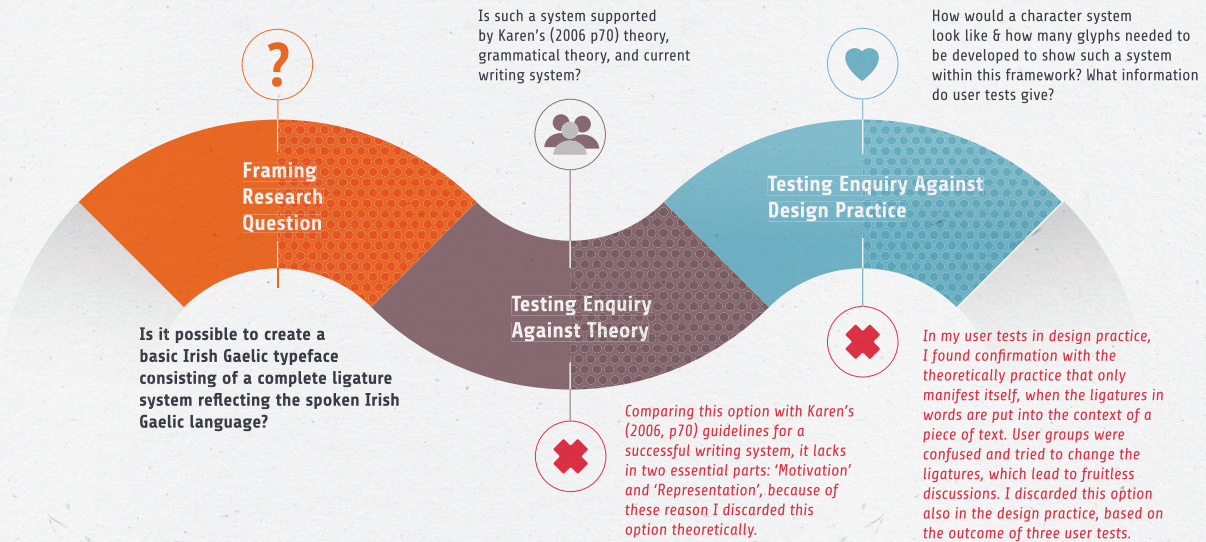 ?
Framing
Research
Question
Is it possible to create a
basic Irish Gaelic typeface
consisting of a complete ligature
system reflecting the spoken Irish
Gaelic language?
Is such a system supported
by Karen's (2006 p70) theory,
grammatical theory, and current
writing system?
Testing Enquiry
Against Theory
Comparing this option with Karen's
(2006, p70) guidelines for a
successful writing system, it lacks
in two essential parts: 'Motivation'
and 'Representation', because of
these reason I discarded this
option theoretically.
How would a character system
look like & how many glyphs needed to
be developed to show such a system
within this framework? What information
do user tests give?
Testing Enquiry Against
Design Practice
In my user tests in design practice,
I found confirmation with the
theoretically practice that only
manifest itself, when the ligatures in
words are put into the context of a
piece of text. User groups were
confused and tried to change the
ligatures, which lead to fruitless
discussions. I discarded this option
also in the design practice, based on
the outcome of three user tests.